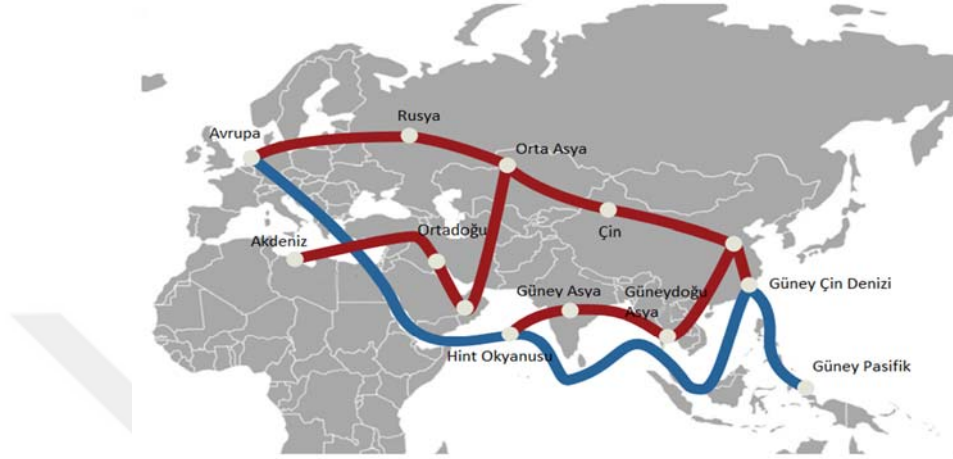 Rusya
Avrupa
Orta Asya
Akdeniz
Ortadoğu
Çin
Güney Asya
Güneydoğu
Asya
Güney Çin Denizi
Hint Okyanusu
Güney Pasifik